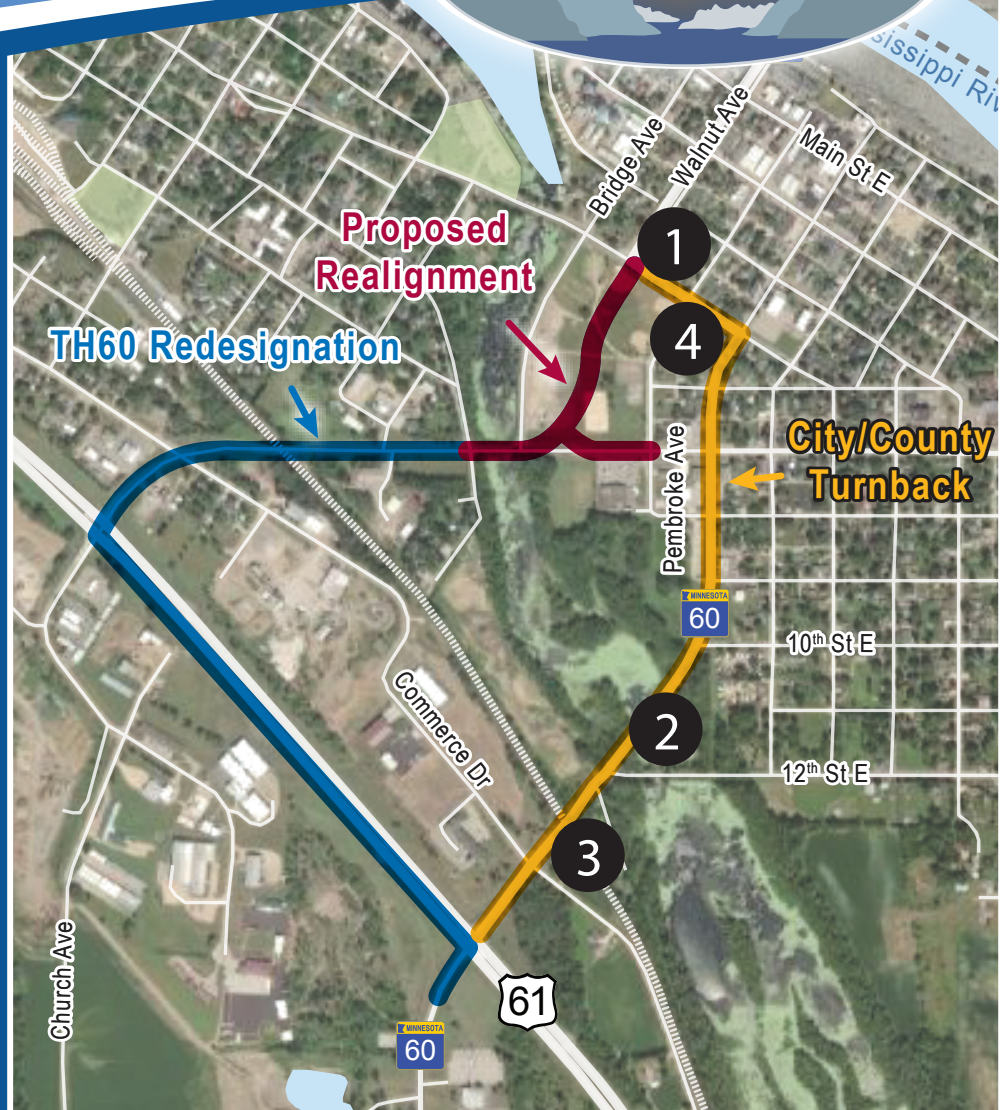 ssissippi Riv
Bridge Ave
Walnut Ave
Main St E
1
Proposed
Realignment
TH60 Redesignation
4
City/County
Turnback
Pembroke Ave
MINNESOTA
60
10th St E
Commerce Dr
2
12th St E
3
Church Ave
61
MINNESOTA
60